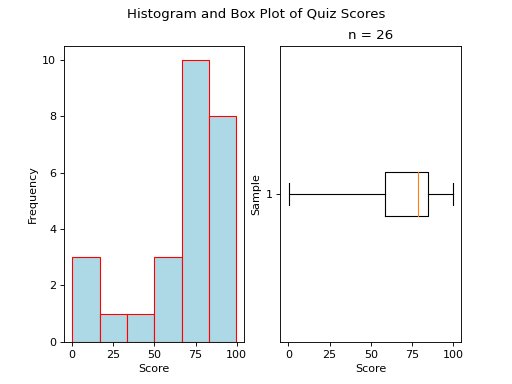 Histogram and Box Plot of Quiz Scores
n = 26
10
8
6
4
2
0
Frequency
0 25 50 75 100
Score
Sample
1
0 25 50 75 100
Score